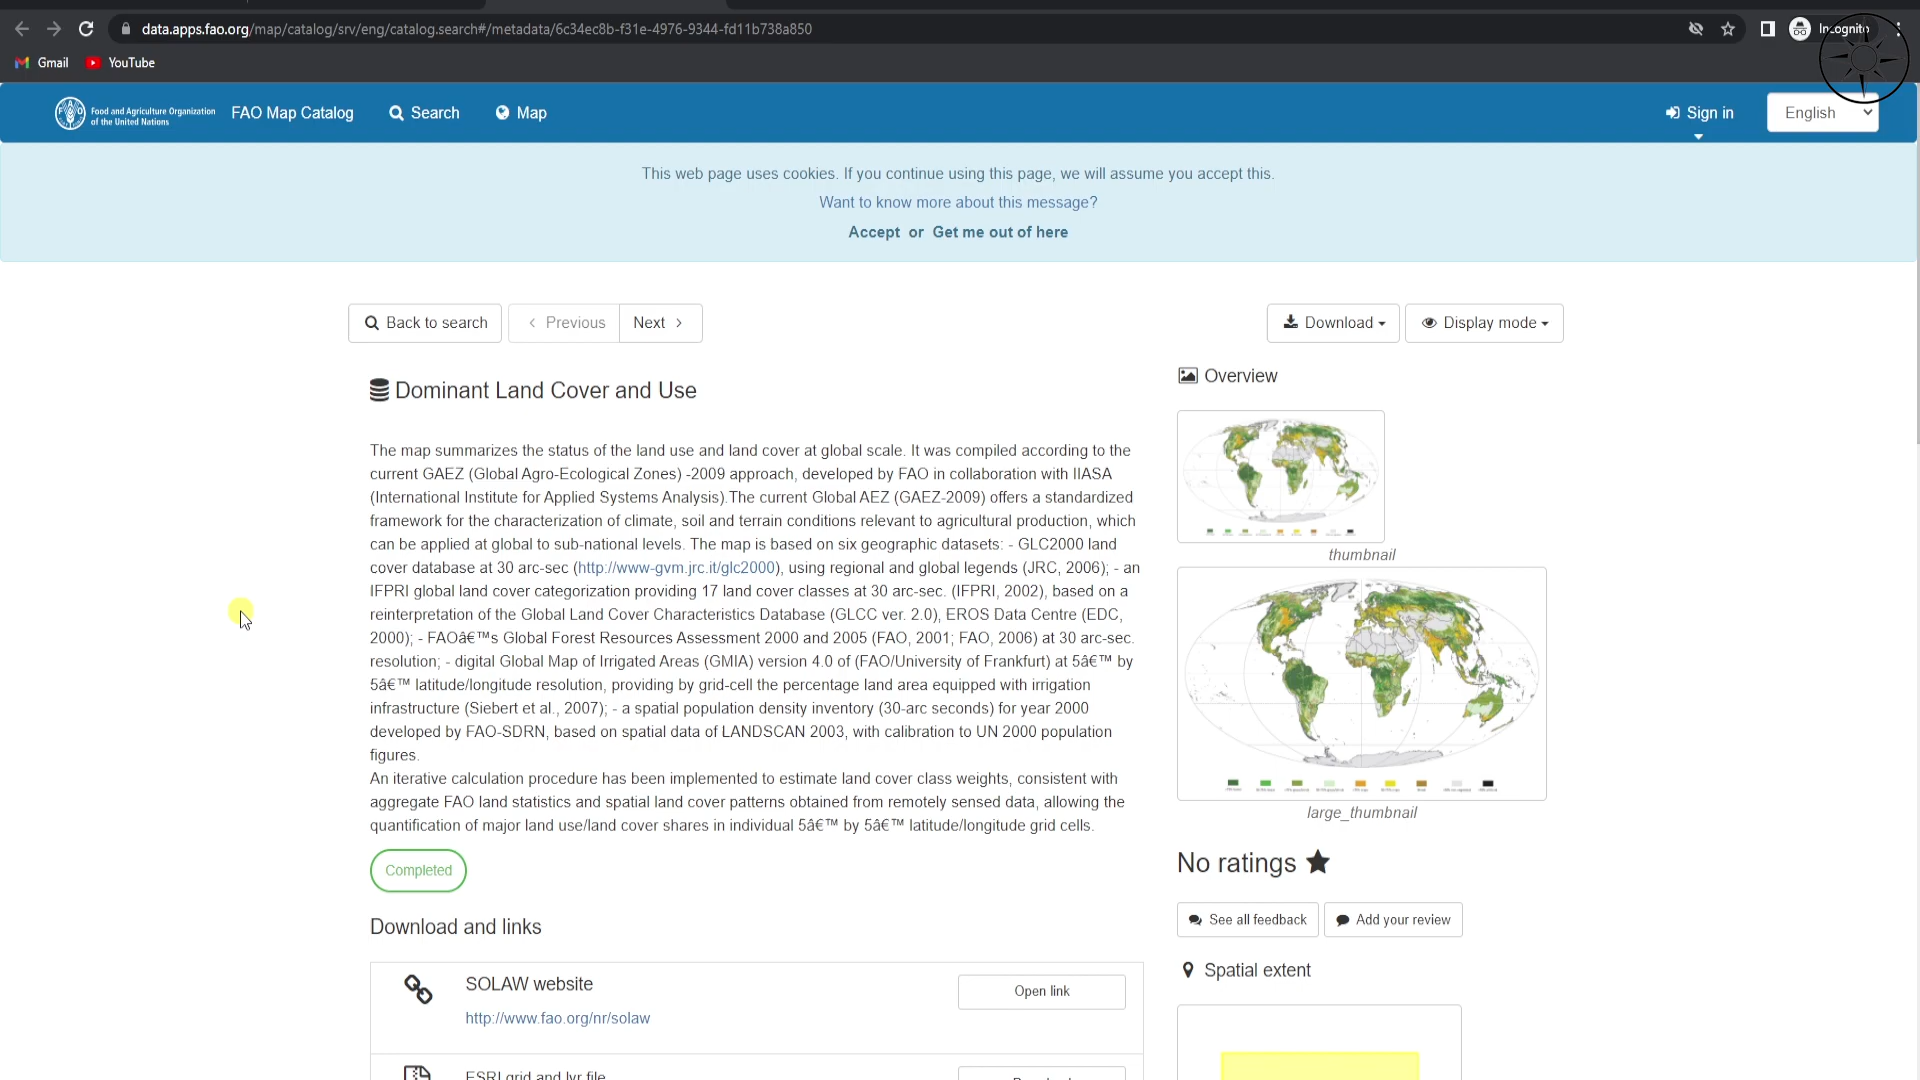 data.apps.fao.org/map/catalog/srv/eng/catalog.search#/metadata/6c34ec8b-f31e-4976-9344-fd11b738a850
Incognito
Gmail
YouTube
Food and Agriculture Organization
of the United Nations
FAO Map Catalog
Search
Map
Sign in
English
This web page uses cookies. If you continue using this page, we will assume you accept this.
Want to know more about this message?
Accept or Get me out of here
Back to search
Previous
Next
Download
Display mode
Dominant Land Cover and Use
The map summarizes the status of the land use and land cover at global scale. It was compiled according to the
current GAEZ (Global Agro-Ecological Zones) -2009 approach, developed by FAO in collaboration with IIASA
(International Institute for Applied Systems Analysis).The current Global AEZ (GAEZ-2009) offers a standardized
framework for the characterization of climate, soil and terrain conditions relevant to agricultural production, which
can be applied at global to sub-national levels. The map is based on six geographic datasets: - GLC2000 land
cover database at 30 arc-sec (http://www-gvm.jrc.it/glc2000), using regional and global legends (JRC, 2006); - an
IFPRI global land cover categorization providing 17 land cover classes at 30 arc-sec. (IFPRI, 2002), based on a
reinterpretation of the Global Land Cover Characteristics Database (GLCC ver. 2.0), EROS Data Centre (EDC,
2000); - FAOâ€™s Global Forest Resources Assessment 2000 and 2005 (FAO, 2001; FAO, 2006) at 30 arc-sec.
resolution; - digital Global Map of Irrigated Areas (GMIA) version 4.0 of (FAO/University of Frankfurt) at 5â€™ by
5â€™ latitude/longitude resolution, providing by grid-cell the percentage land area equipped with irrigation
infrastructure (Siebert et al., 2007); - a spatial population density inventory (30-arc seconds) for year 2000
developed by FAO-SDRN, based on spatial data of LANDSCAN 2003, with calibration to UN 2000 population
figures.
An iterative calculation procedure has been implemented to estimate land cover class weights, consistent with
aggregate FAO land statistics and spatial land cover patterns obtained from remotely sensed data, allowing the
quantification of major land use/land cover shares in individual 5â€™ by 5â€™ latitude/longitude grid cells.
Completed
Download and links
SOLAW website
Open link
http://www.fao.org/nr/solaw
ESRI grid and lyr file
Download
Overview
thumbnail
large_thumbnail
No ratings
See all feedback
Add your review
Spatial extent